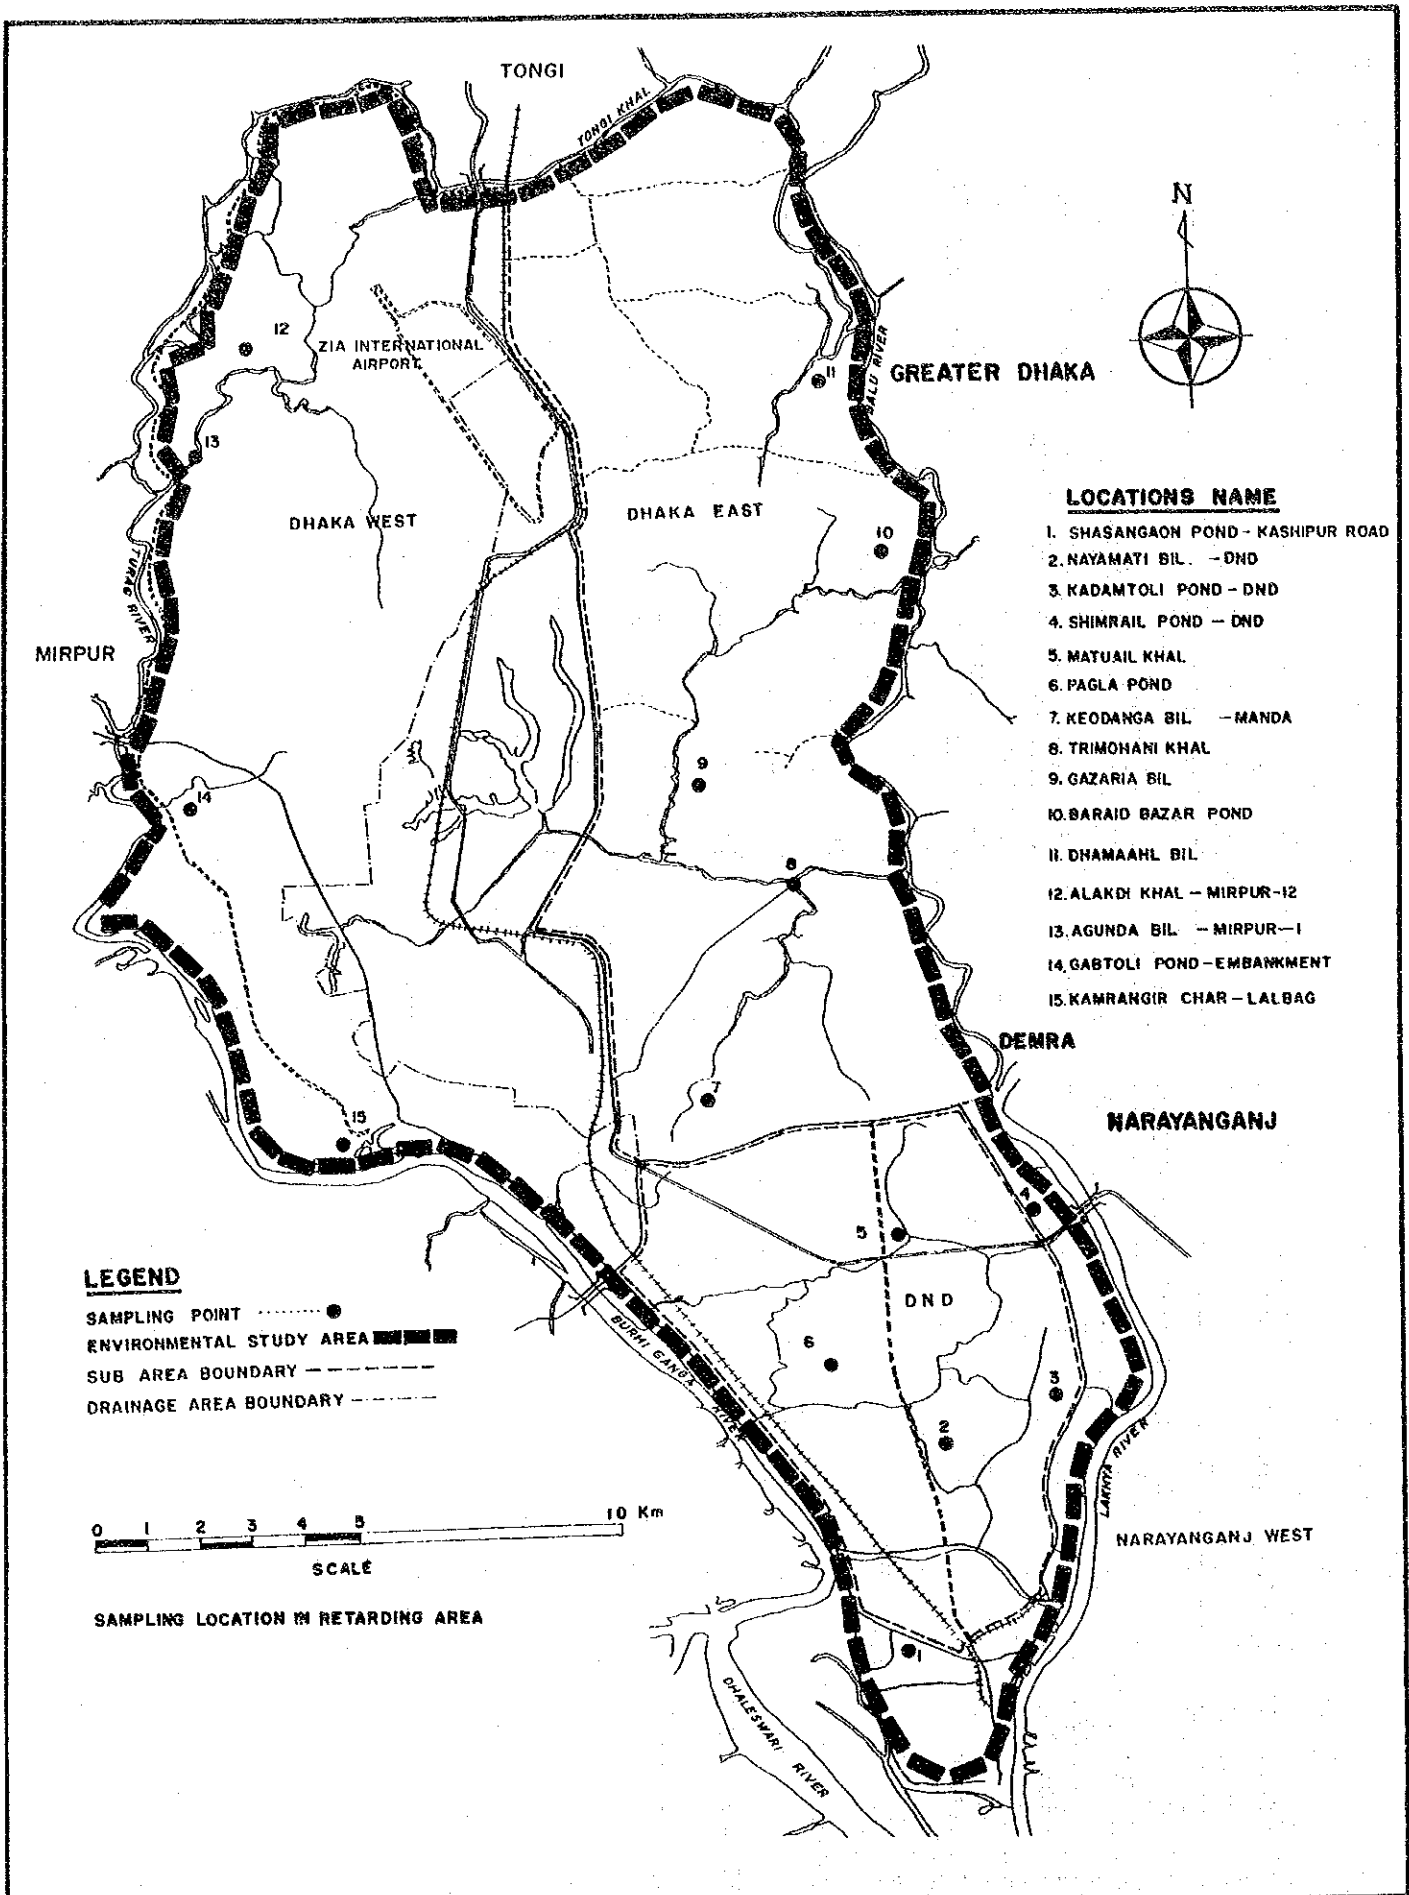 TONGI
TONGI KHAL
N
12
ZIA INTERNATIONAL
AIRPORT
11
BALU RIVER
GREATER DHAKA
13
LOCATIONS NAME
DHAKA WEST
DHAKA EAST
10
1. SHASANGAON POND - KASHIPUR ROAD
2. NAYAMATI BIL. - DND
3. KADAMTOLI POND - DND
4. SHIMRAIL POND - DND
5. MATUAIL KHAL
6. PAGLA POND
7. KEODANGA BIL - MANDA
8. TRIMOHANI KHAL
9. GAZARIA BIL
10. BARAID BAZAR POND
11. DHAMAAHL BIL
12. ALAKDI KHAL - MIRPUR-12
13. AGUNDA BIL - MIRPUR-1
14. GABTOLI POND - EMBANKMENT
15. KAMRANGIR CHAR - LALBAG
TURAG RIVER
MIRPUR
9
14
8
DEMRA
7
15
NARAYANGANJ
4
5
LEGEND
SAMPLING POINT
ENVIRONMENTAL STUDY AREA
SUB AREA BOUNDARY
DRAINAGE AREA BOUNDARY
DND
BURHI GANGA RIVER
6
3
2
LAKHYA RIVER
0 1 2 3 4 5 10 Km
SCALE
NARAYANGANJ WEST
SAMPLING LOCATION IN RETARDING AREA
1
DHALESWARI RIVER